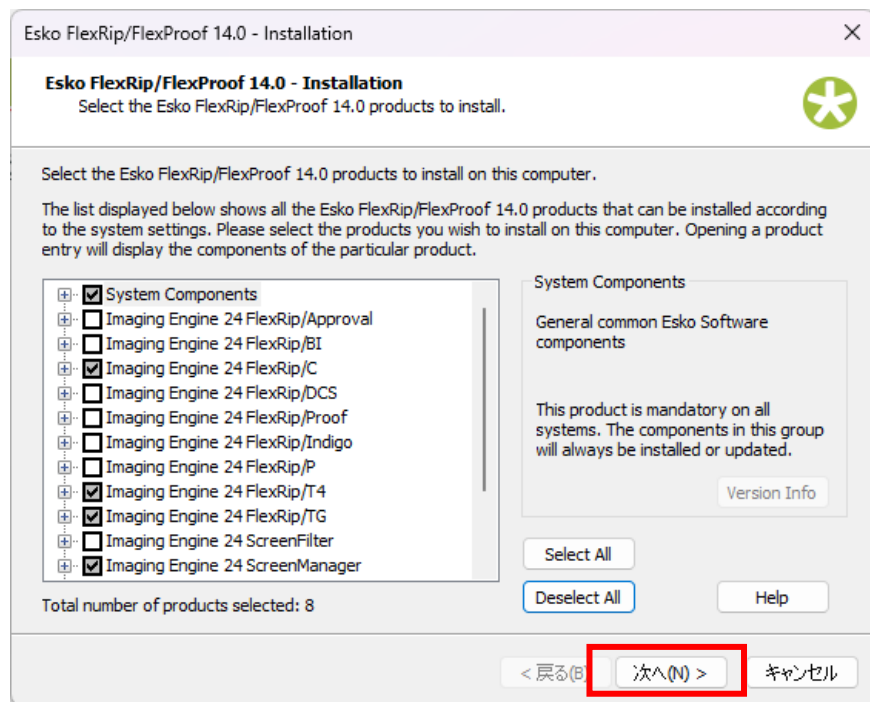 Esko FlexRip/FlexProof 14.0 - Installation
Esko FlexRip/FlexProof 14.0 - Installation
Select the Esko FlexRip/FlexProof 14.0 products to install.
Select the Esko FlexRip/FlexProof 14.0 products to install on this computer.
The list displayed below shows all the Esko FlexRip/FlexProof 14.0 products that can be installed according
to the system settings. Please select the products you wish to install on this computer. Opening a product
entry will display the components of the particular product.
System Components
Imaging Engine 24 FlexRip/Approval
Imaging Engine 24 FlexRip/BI
Imaging Engine 24 FlexRip/C
Imaging Engine 24 FlexRip/DCS
Imaging Engine 24 FlexRip/Proof
Imaging Engine 24 FlexRip/Indigo
Imaging Engine 24 FlexRip/P
Imaging Engine 24 FlexRip/T4
Imaging Engine 24 FlexRip/TG
Imaging Engine 24 ScreenFilter
Imaging Engine 24 ScreenManager
System Components
General common Esko Software
components
This product is mandatory on all
systems. The components in this group
will always be installed or updated.
Version Info
Select All
Deselect All
Help
Total number of products selected: 8
< 戻る(B)
次へ(N) >
キャンセル